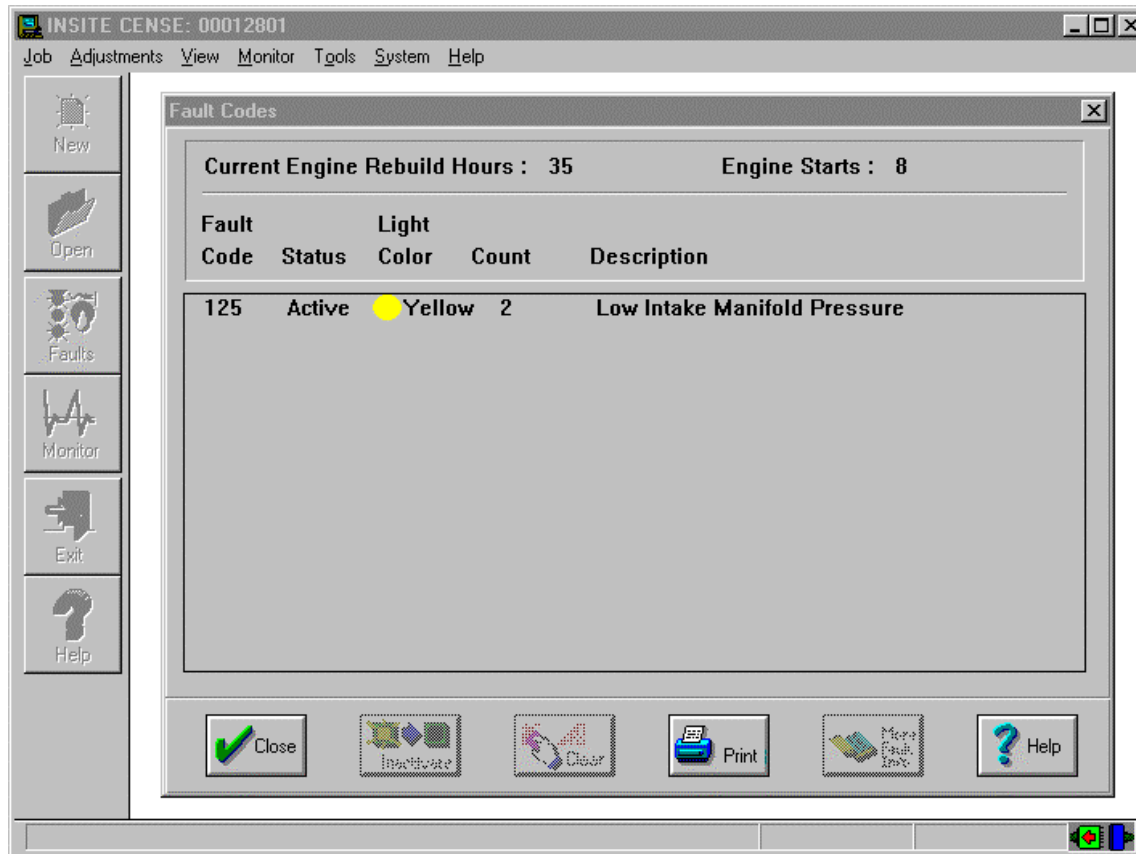 INSITE CENSE: 00012801
Job Adjustments View Monitor Tools System Help
New
Open
Faults
Monitor
Exit
Help
Fault Codes
Current Engine Rebuild Hours : 35 Engine Starts : 8
Fault Light
Code Status Color Count Description
125 Active Yellow 2 Low Intake Manifold Pressure
Close Inactivate Clear Print More Fault Info. Help